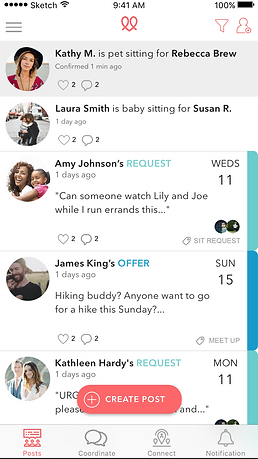 Sketch 9:41 AM 100%
Kathy M. is pet sitting for Rebecca Brew
Confirmed 1 min ago
2 2
Laura Smith is baby sitting for Susan R.
1 day ago
2 2
Amy Johnson's REQUEST
1 days ago
WEDS
11
"Can someone watch Lily and Joe
while I run errands this..."
2 2
SIT REQUEST
James King's OFFER
1 days ago
SUN
15
Hiking buddy? Anyone want to go
for a hike this Sunday?...
2 2
MEET UP
Kathleen Hardy's REQUEST
1 days ago
MON
11
"URG
pleas and..."
CREATE POST
Posts Coordinate Connect Notification